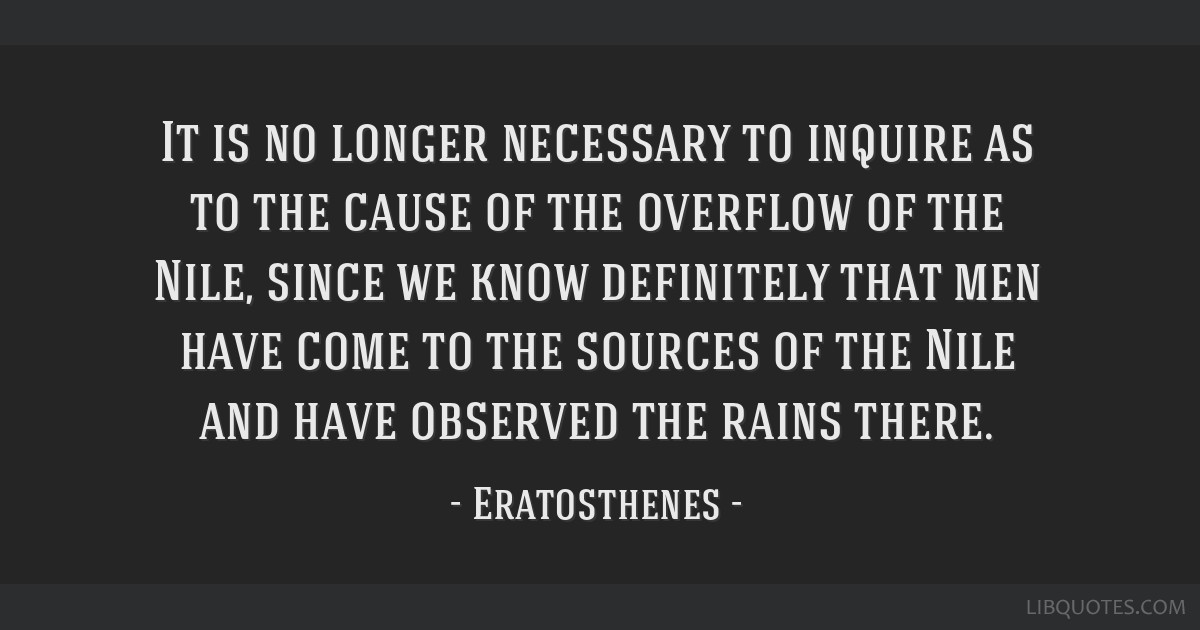 It is no longer necessary to inquire as
to the cause of the overflow of the
Nile, since we know definitely that men
have come to the sources of the Nile
and have observed the rains there.
- Eratosthenes -
LIBQUOTES.COM